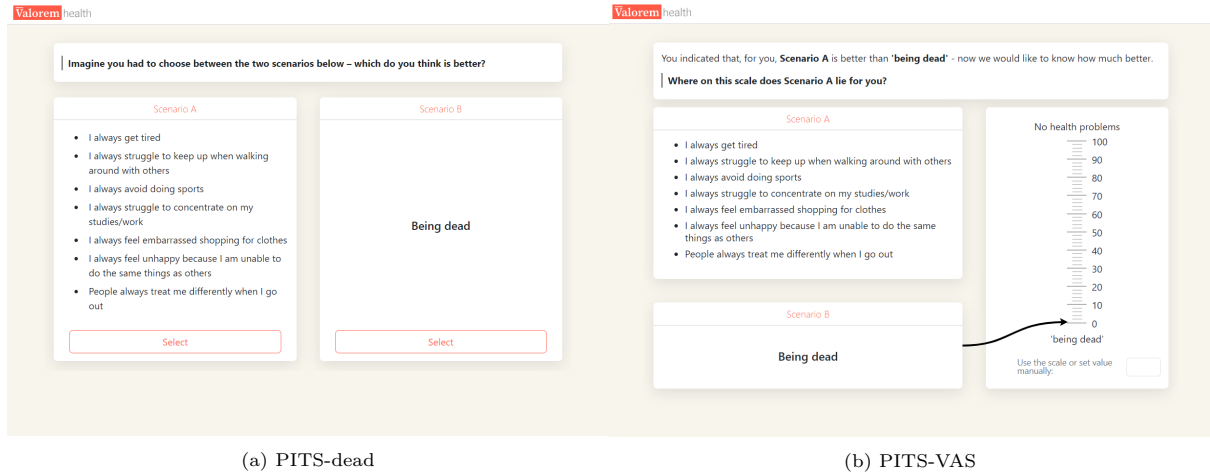 Valorem health
Imagine you had to choose between the two scenarios below – which do you think is better?
Scenario A
• I always get tired
• I always struggle to keep up when walking
around with others
• I always avoid doing sports
• I always struggle to concentrate on my
studies/work
• I always feel embarrassed shopping for clothes
• I always feel unhappy because I am unable to
do the same things as others
• People always treat me differently when I go
out
Select
Scenario B
Being dead
Select
(a) PITS-dead
Valorem health
You indicated that, for you, Scenario A is better than 'being dead' - now we would like to know how much better.
Where on this scale does Scenario A lie for you?
Scenario A
• I always get tired
• I always struggle to keep up when walking around with others
• I always avoid doing sports
• I always struggle to concentrate on my studies/work
• I always feel embarrassed shopping for clothes
• I always feel unhappy because I am unable to do the same
things as others
• People always treat me differently when I go out
Scenario B
Being dead
No health problems
100
90
80
70
60
50
40
30
20
10
0
'being dead'
Use the scale or set value
manually:
(b) PITS-VAS